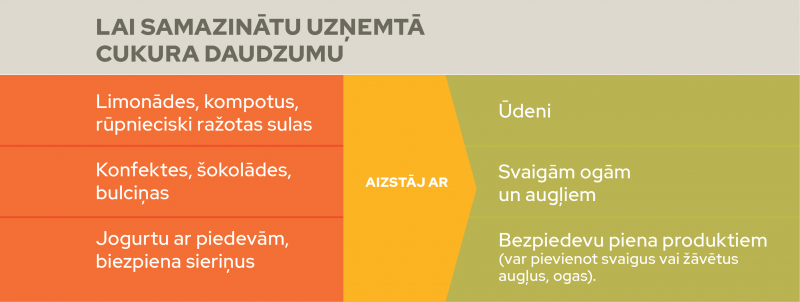 LAI SAMAZINĀTU UZŅEMTĀ
CUKURA DAUDZUMU
Limonādes, kompotus,
rūpnieciski ražotas sulas
Konfektes, šokolādes,
bulciņas
Jogurtu ar piedevām,
biezpiena sieriņus
AIZSTĀJ AR
Ūdeni
Svaigām ogām
un augļiem
Bezpiedevu piena produktiem
(var pievienot svaigus vai žāvētus
augļus, ogas).